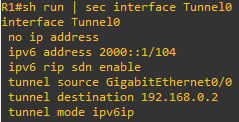 R1#sh run | sec interface Tunnel0
interface Tunnel0
 no ip address
 ipv6 address 2000::1/104
 ipv6 rip sdn enable
 tunnel source GigabitEthernet0/0
 tunnel destination 192.168.0.2
 tunnel mode ipv6ip